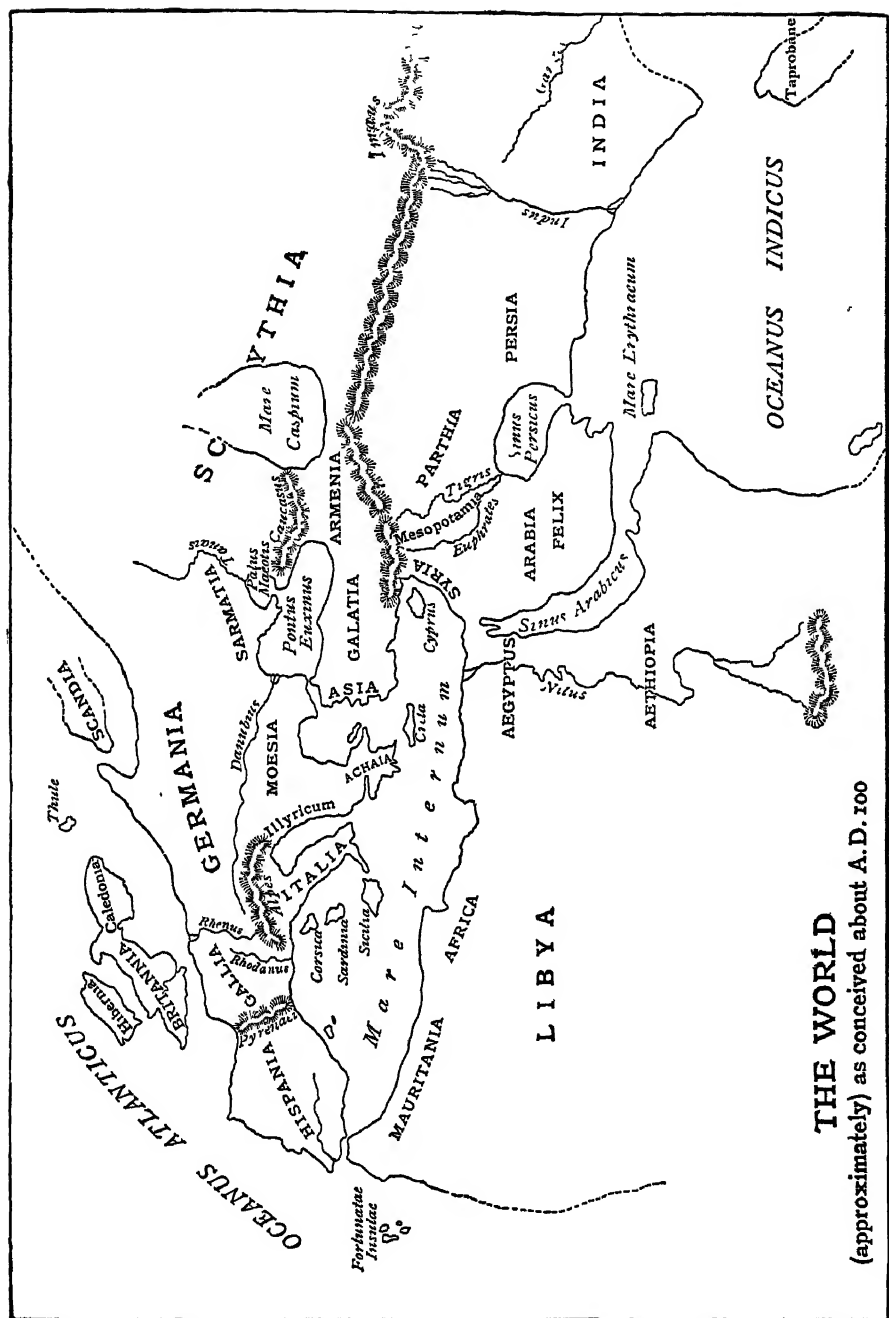 THE WORLD
(approximately) as conceived about A.D. 100
OCEANUS ATLANTICUS
Thule
SCANDIA
Caledonia
Hibernia
BRITANNIA
GERMANIA
SARMATIA
Tanais
SCYTHIA
Imaus
Rhenus
GALLIA
Rhodanus
Pyrenaei
HISPANIA
Alpes
ITALIA
Illyricum
Danubius
MOESIA
Pontus
Euxinus
Palus
Maeotis
Caucasus
Mare
Caspium
ARMENIA
GALATIA
ASIA
ACHAIA
Corsica
Sardinia
Sicilia
Creta
Cyprus
Mare Internum
SYRIA
Mesopotamia
Tigris
Euphrates
PARTHIA
PERSIA
Indus
INDIA
Taprobane
Fortunatae
Insulae
MAURITANIA
AFRICA
LIBYA
AEGYPTUS
Nilus
AETHIOPIA
Sinus Arabicus
ARABIA
FELIX
Sinus
Persicus
Mare Erythraeum
OCEANUS INDICUS